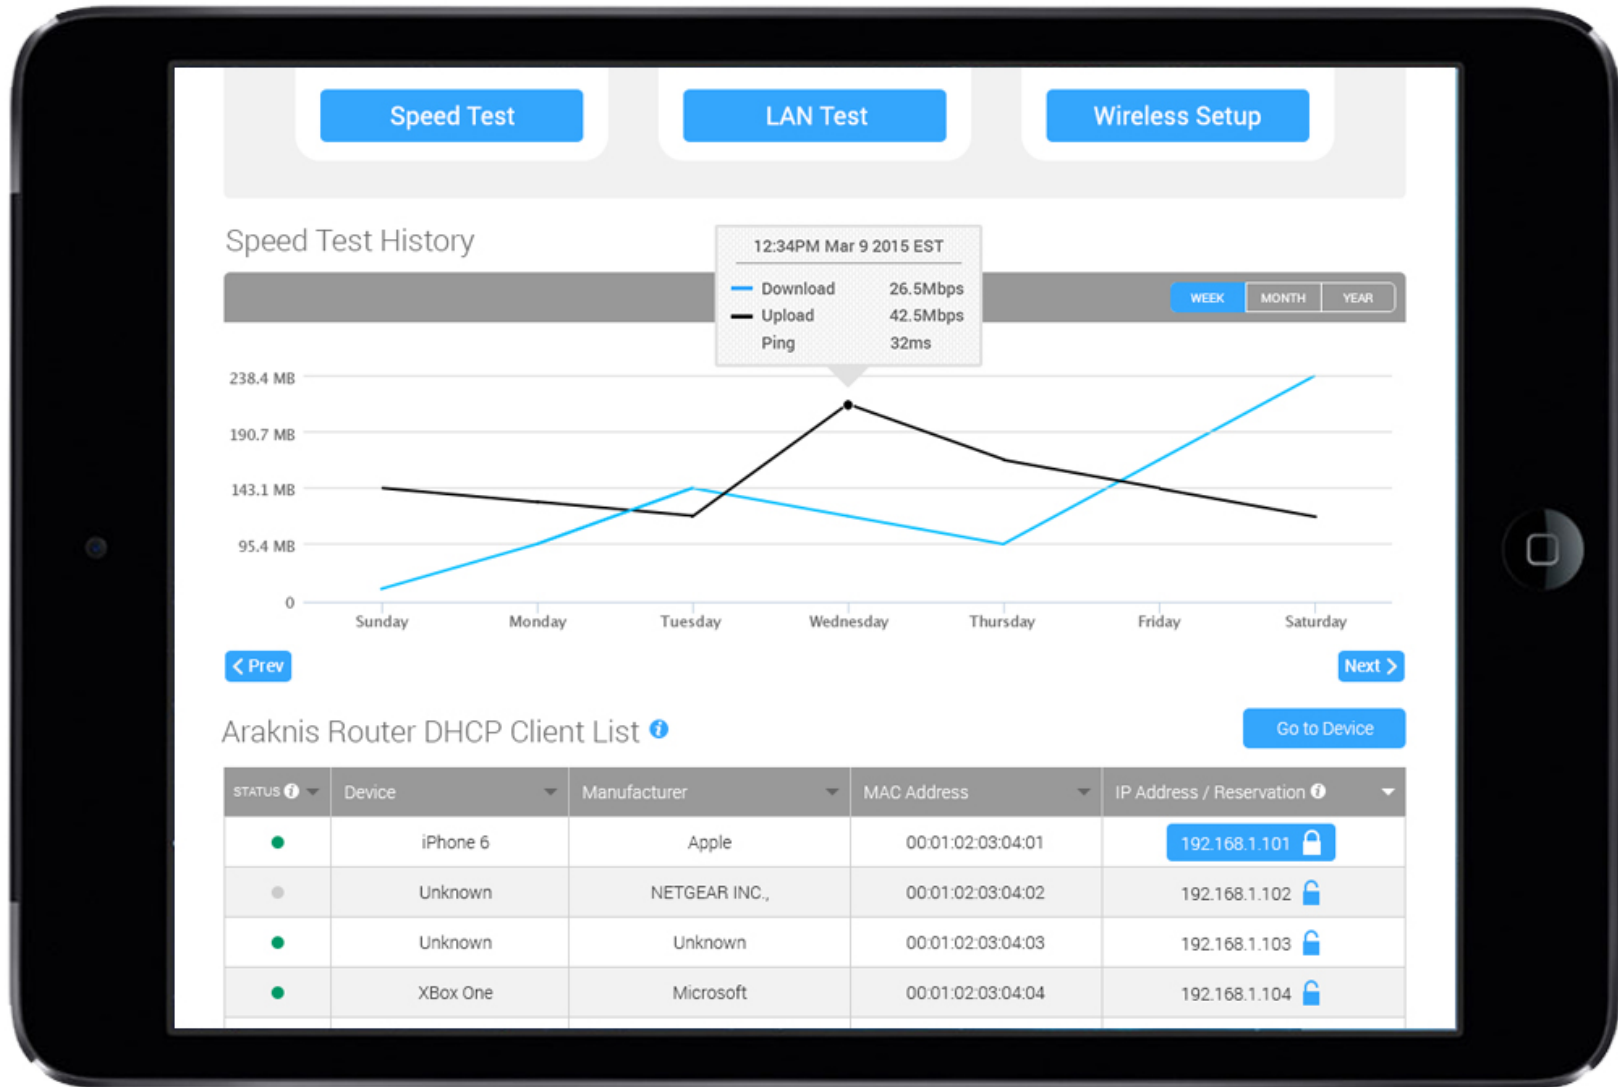 Speed Test LAN Test Wireless Setup
Speed Test History
12:34PM Mar 9 2015 EST
Download 26.5Mbps
Upload 42.5Mbps
Ping 32ms
WEEK MONTH YEAR
238.4 MB
190.7 MB
143.1 MB
95.4 MB
0
Sunday Monday Tuesday Wednesday Thursday Friday Saturday
Prev Next
Araknis Router DHCP Client List i Go to Device
STATUS i Device Manufacturer MAC Address IP Address / Reservation i
iPhone 6 Apple 00:01:02:03:04:01 192.168.1.101
Unknown NETGEAR INC., 00:01:02:03:04:02 192.168.1.102
Unknown Unknown 00:01:02:03:04:03 192.168.1.103
XBox One Microsoft 00:01:02:03:04:04 192.168.1.104